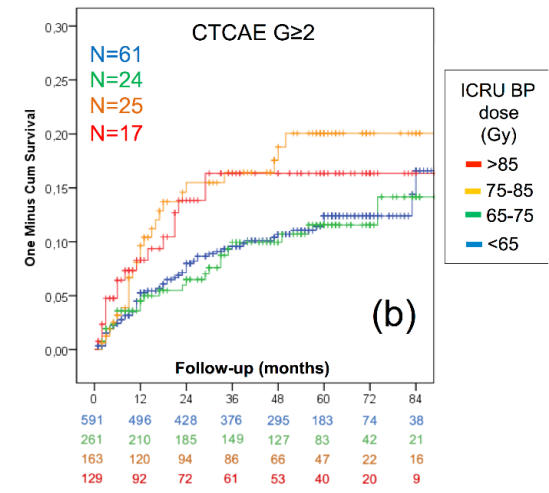 CTCAE G≥2
N=61
N=24
N=25
N=17
0,30
0,25
0,20
0,15
0,10
0,05
0,00
One Minus Cum Survival
(b)
Follow-up (months)
0 12 24 36 48 60 72 84
591 496 428 376 295 183 74 38
261 210 185 149 127 83 42 21
163 120 94 86 66 47 22 16
129 92 72 61 53 40 20 9
ICRU BP
dose
(Gy)
>85
75-85
65-75
<65